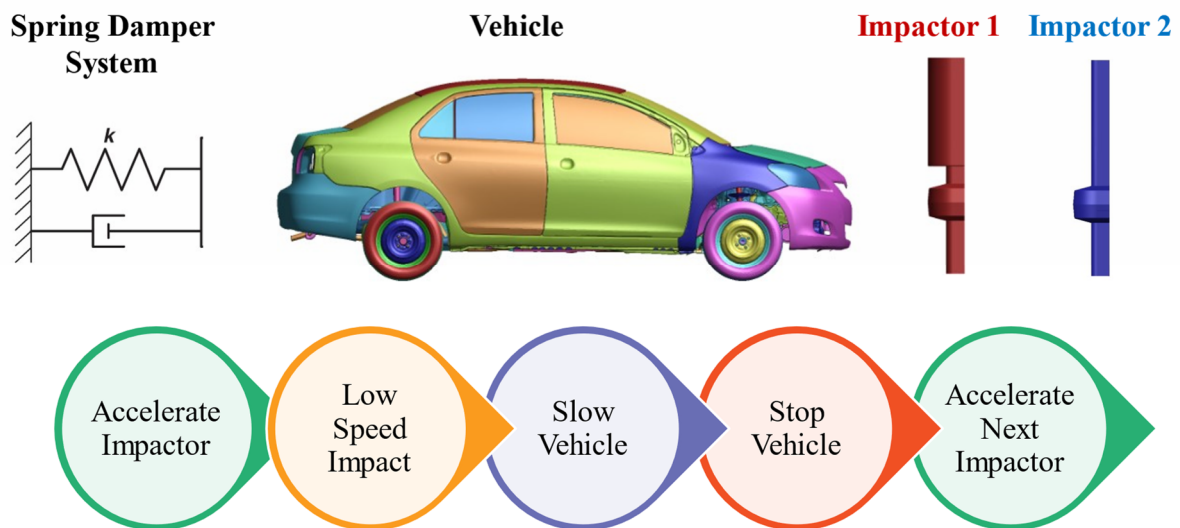 Spring Damper
System
Vehicle
Impactor 1
Impactor 2
k
Accelerate
Impactor
Low
Speed
Impact
Slow
Vehicle
Stop
Vehicle
Accelerate
Next
Impactor